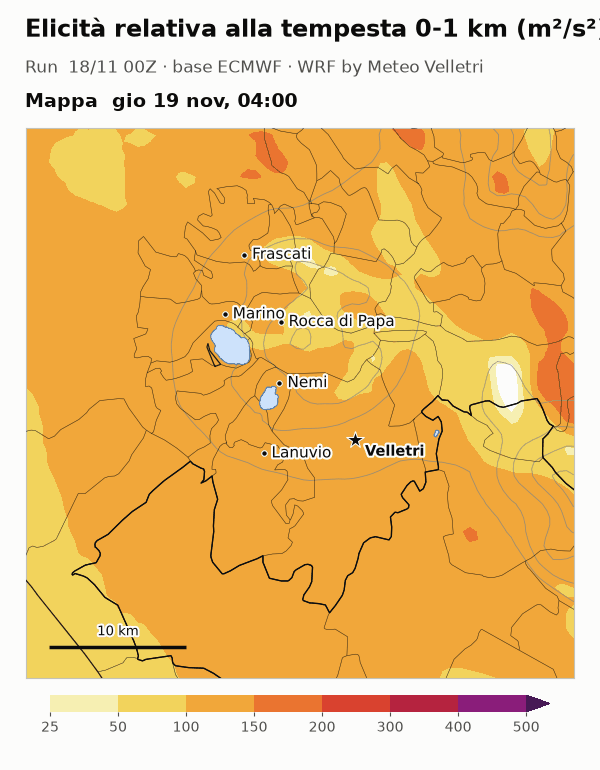 Elicità relativa alla tempesta 0-1 km (m²/s²)
Run  18/11 00Z · base ECMWF · WRF by Meteo Velletri
Mappa  gio 19 nov, 04:00
Frascati
Marino
Rocca di Papa
Nemi
Velletri
Lanuvio
10 km
25 50 100 150 200 300 400 500